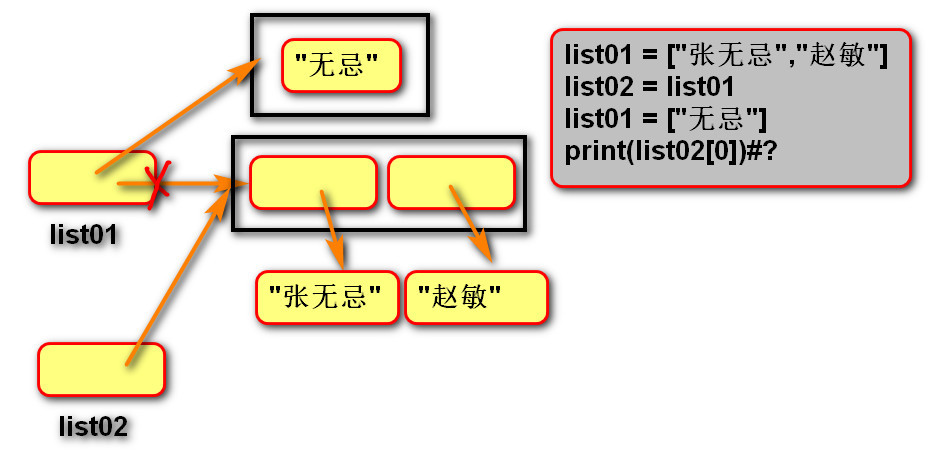 "无忌"
list01 = ["张无忌","赵敏"]
list02 = list01
list01 = ["无忌"]
print(list02[0])#?
list01
"张无忌"
"赵敏"
list02